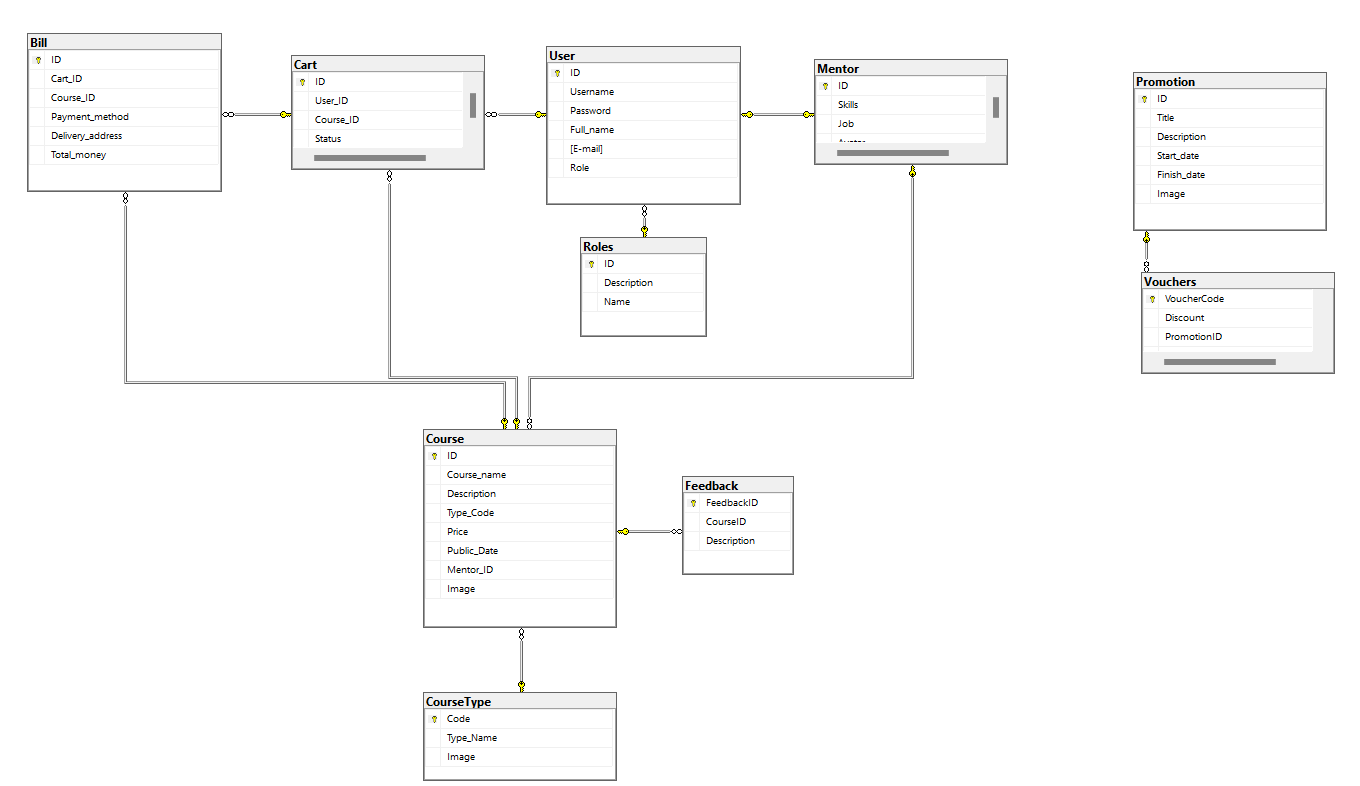 Bill
ID
Cart_ID
Course_ID
Payment_method
Delivery_address
Total_money
Cart
ID
User_ID
Course_ID
Status
User
ID
Username
Password
Full_name
[E-mail]
Role
Mentor
ID
Skills
Job
Promotion
ID
Title
Description
Start_date
Finish_date
Image
Roles
ID
Description
Name
Vouchers
VoucherCode
Discount
PromotionID
Course
ID
Course_name
Description
Type_Code
Price
Public_Date
Mentor_ID
Image
Feedback
FeedbackID
CourseID
Description
CourseType
Code
Type_Name
Image